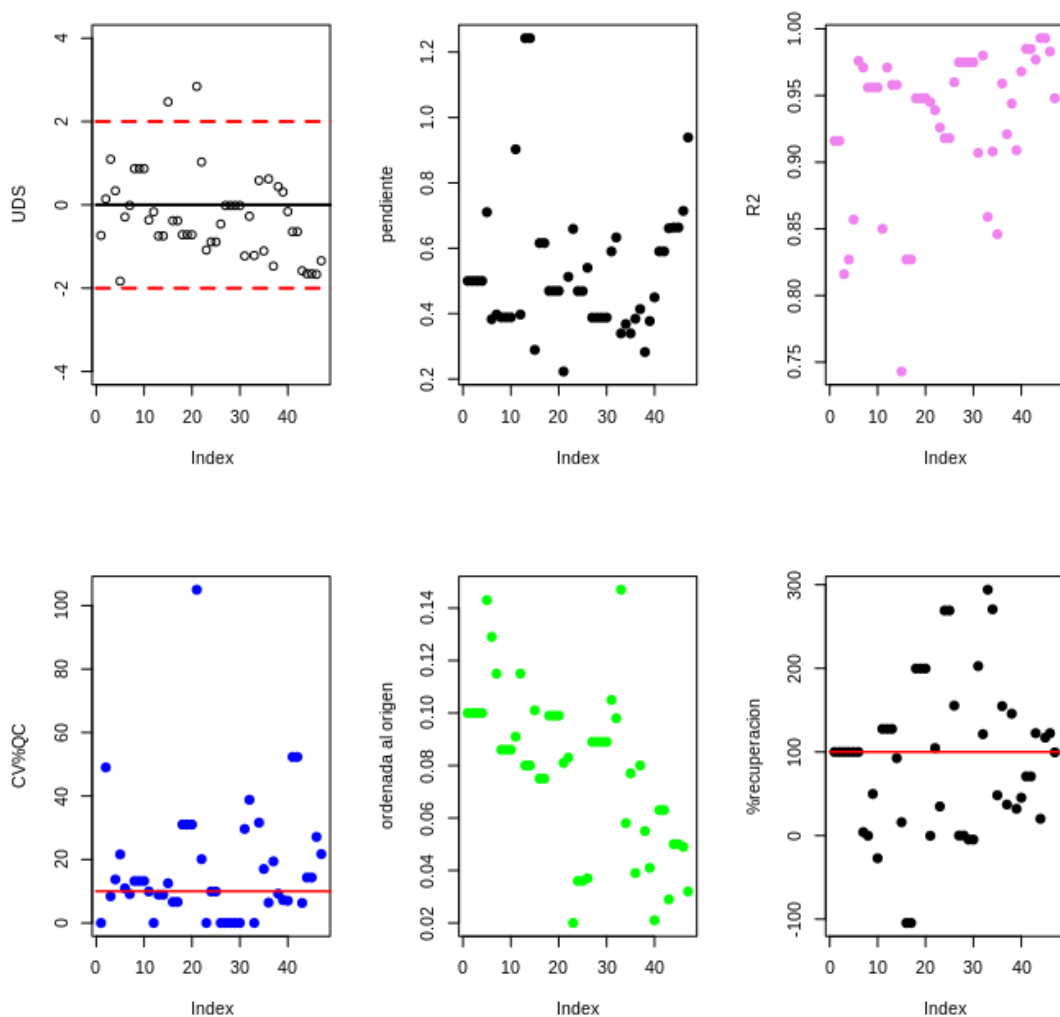 UDS
4
2
0
-2
-4
0 10 20 30 40
Index
pendiente
1.2
1.0
0.8
0.6
0.4
0.2
0 10 20 30 40
Index
R2
1.00
0.95
0.90
0.85
0.80
0.75
0 10 20 30 40
Index
CV%QC
100
80
60
40
20
0
0 10 20 30 40
Index
ordenada al origen
0.14
0.12
0.10
0.08
0.06
0.04
0.02
0 10 20 30 40
Index
%recuperacion
300
200
100
0
-100
0 10 20 30 40
Index